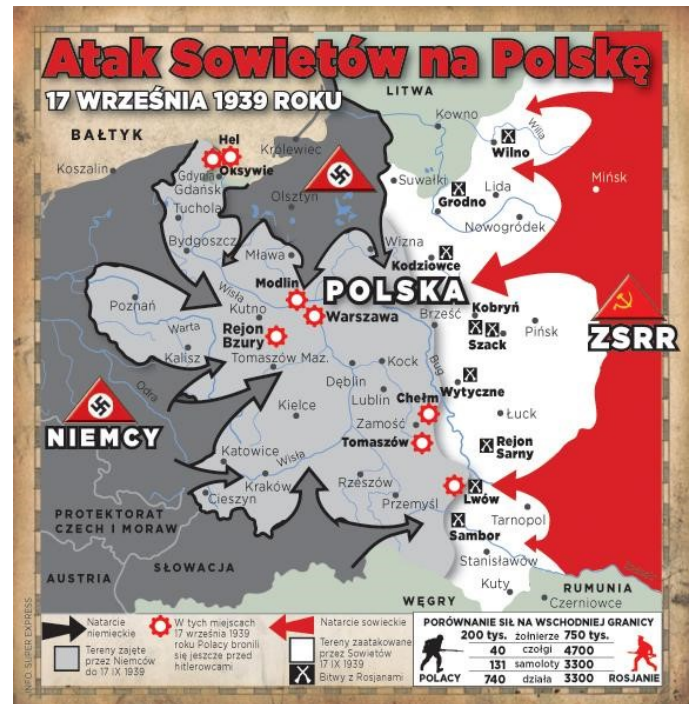 Atak Sowietów na Polskę
17 WRZEŚNIA 1939 ROKU
LITWA
BAŁTYK
Kowno
Wilia
Hel
Wilno
Królewiec
Koszalin
Gdynia
Oksywie
Gdańsk
Suwałki
Lida
Mińsk
Tuchola
Olsztyn
Grodno
Nowogródek
Bydgoszcz
Mława
Wizna
Kodziowce
Modlin
POLSKA
Poznań
Wisła
Kutno
Warszawa
Brześć
Kobryń
Pińsk
ZSRR
Warta
Rejon
Bzury
Szack
Kalisz
Tomaszów Maz.
Kock
Bug
Odra
Dęblin
Wytyczne
Lublin
Chełm
Łuck
NIEMCY
Kielce
Zamość
Tomaszów
Rejon
Sarny
Katowice
Wisła
Kraków
Rzeszów
Lwów
Cieszyn
Przemyśl
Tarnopol
PROTEKTORAT
CZECH I MORAW
Sambor
Stanisławów
AUSTRIA
SŁOWACJA
Kuty
RUMUNIA
WĘGRY
Czerniowce
Natarcie
niemieckie
Tereny zajęte
przez Niemców
do 17 IX 1939
W tych miejscach
17 września 1939
roku Polacy bronili
się jeszcze przed
hitlerowcami
Natarcie sowieckie
Tereny zaatakowane
przez Sowietów
17 IX 1939
Bitwy z Rosjanami
PORÓWNANIE SIŁ NA WSCHODNIEJ GRANICY
200 tys. żołnierze 750 tys.
40 czołgi 4700
131 samoloty 3300
740 działa 3300
POLACY
ROSJANIE
INFO. SUPER EXPRESS